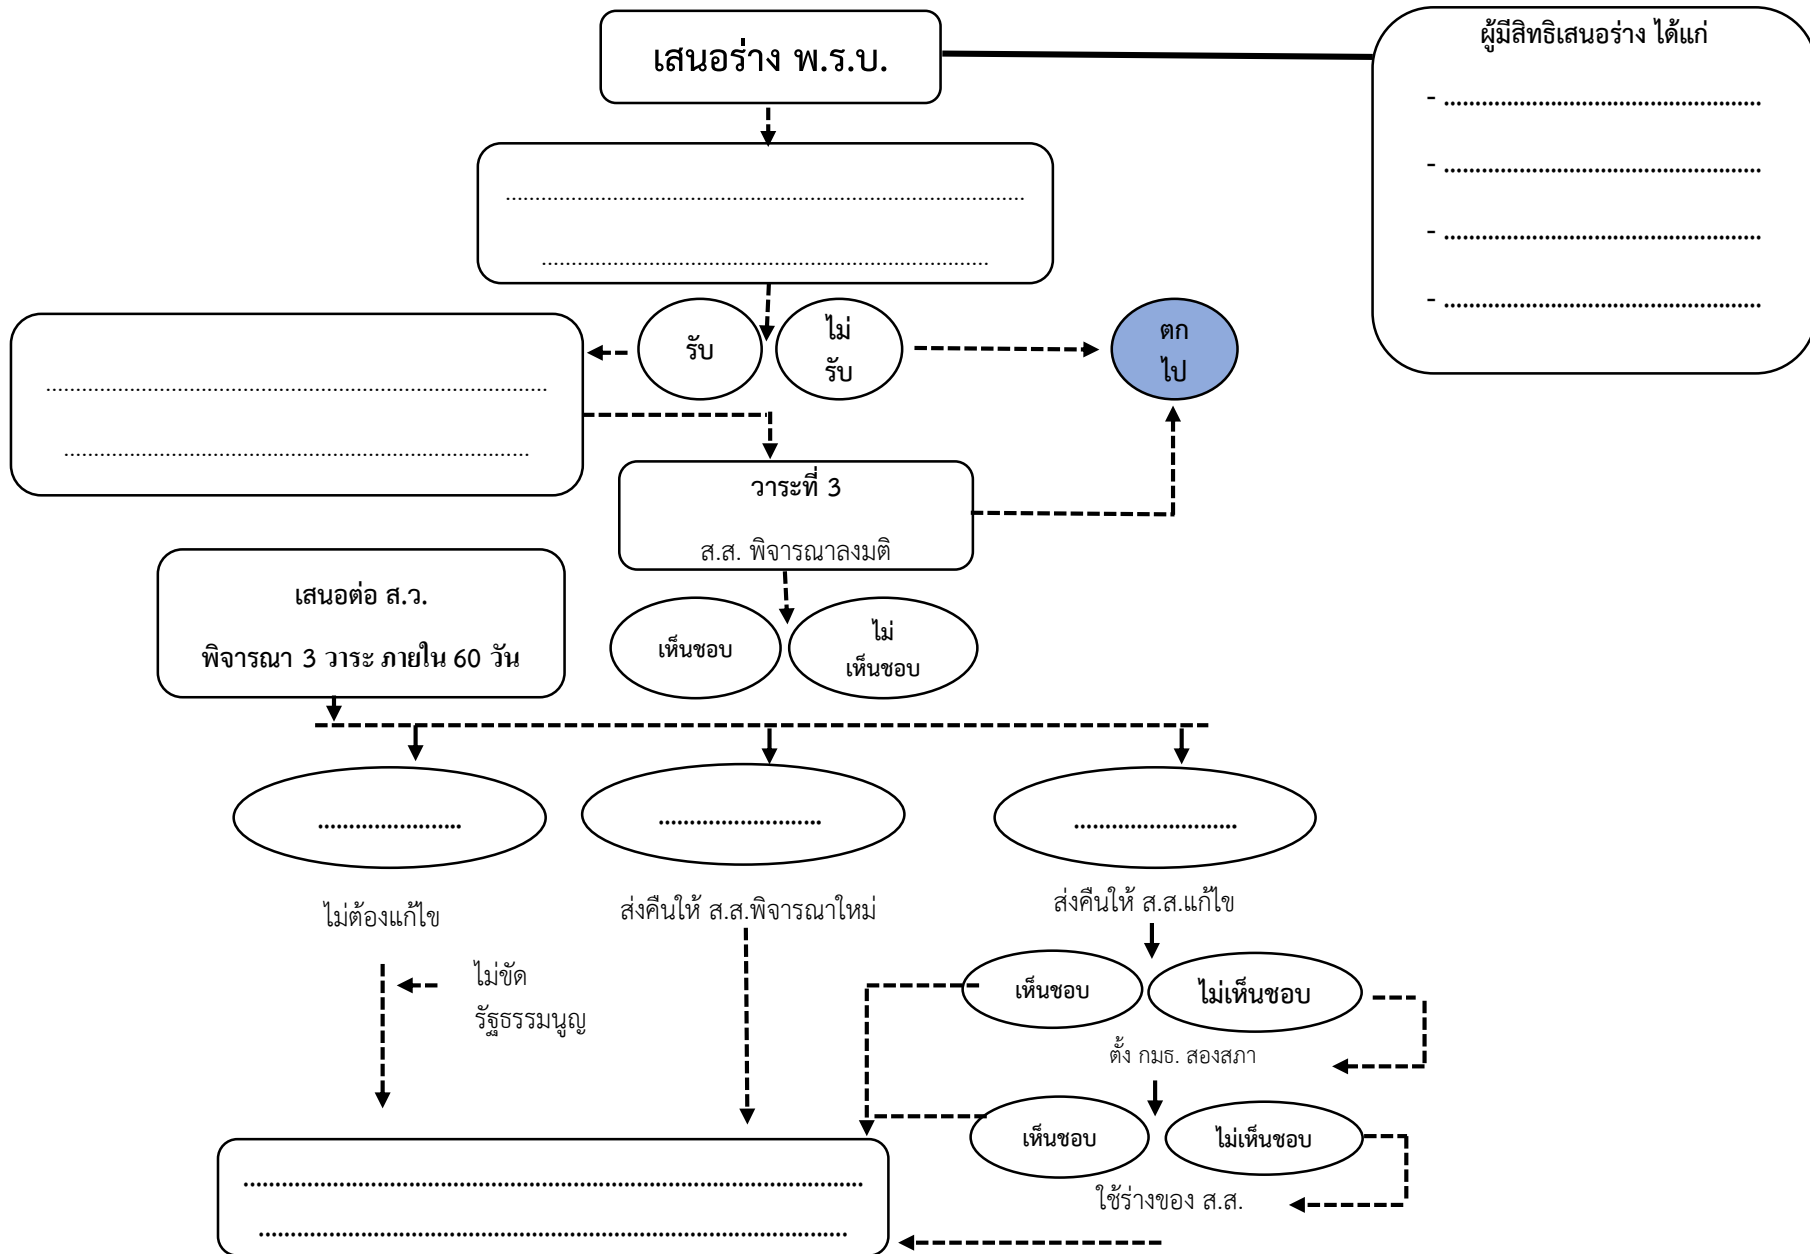 เสนอร่าง พ.ร.บ.
ผู้มีสิทธิเสนอร่าง ได้แก่
- ....................................................
- ....................................................
- ....................................................
- ....................................................
........................................................................
..............................................................
รับ
ไม่
รับ
ตก
ไป
......................................................................
.................................................................
วาระที่ 3
ส.ส. พิจารณาลงมติ
เสนอต่อ ส.ว.
พิจารณา 3 วาระ ภายใน 60 วัน
เห็นชอบ
ไม่
เห็นชอบ
.......................
..........................
..........................
ไม่ต้องแก้ไข
ส่งคืนให้ ส.ส.พิจารณาใหม่
ส่งคืนให้ ส.ส.แก้ไข
ไม่ขัด
รัฐธรรมนูญ
เห็นชอบ
ไม่เห็นชอบ
ตั้ง กมธ. สองสภา
เห็นชอบ
ไม่เห็นชอบ
ใช้ร่างของ ส.ส.
....................................................................................................
...............................................................................................